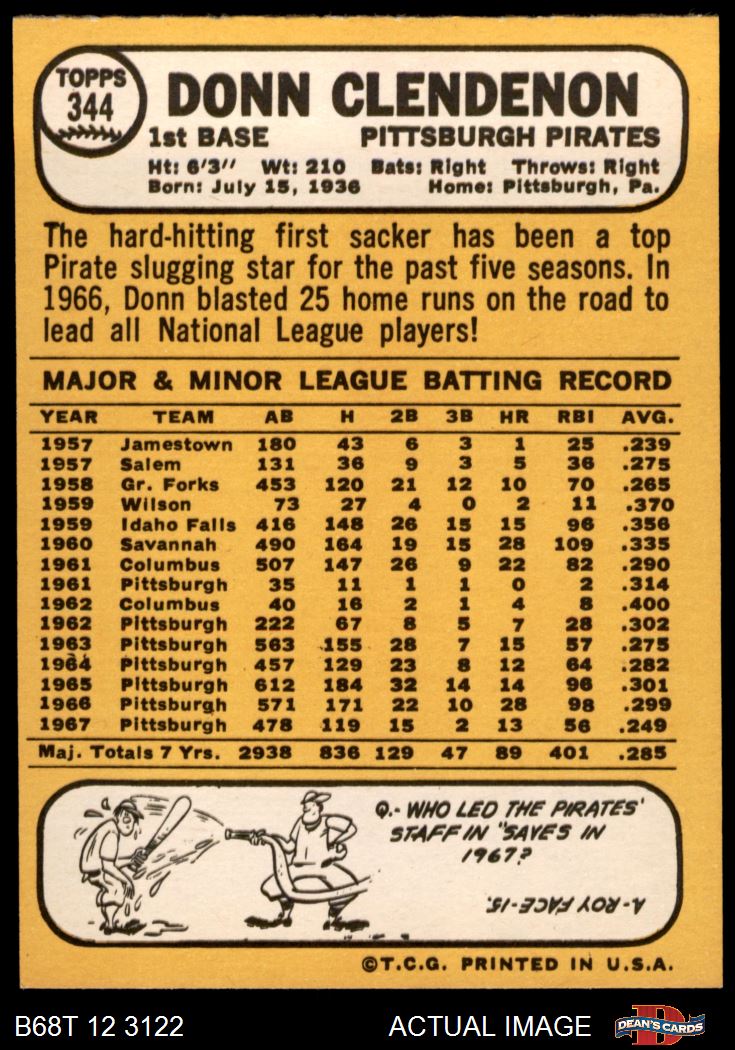 TOPPS
344
DONN CLENDENON
1st BASE PITTSBURGH PIRATES
Ht: 6'3'' Wt: 210 Bats: Right Throws: Right
Born: July 15, 1936 Home: Pittsburgh, Pa.
The hard-hitting first sacker has been a top
Pirate slugging star for the past five seasons. In
1966, Donn blasted 25 home runs on the road to
lead all National League players!
MAJOR & MINOR LEAGUE BATTING RECORD
YEAR TEAM AB H 2B 3B HR RBI AVG.
1957 Jamestown 180 43 6 3 1 25 .239
1957 Salem 131 36 9 3 5 36 .275
1958 Gr. Forks 453 120 21 12 10 70 .265
1959 Wilson 73 27 4 0 2 11 .370
1959 Idaho Falls 416 148 26 15 15 96 .356
1960 Savannah 490 164 19 15 28 109 .335
1961 Columbus 507 147 26 9 22 82 .290
1961 Pittsburgh 35 11 1 1 0 2 .314
1962 Columbus 40 16 2 1 4 8 .400
1962 Pittsburgh 222 67 8 5 7 28 .302
1963 Pittsburgh 563 155 28 7 15 57 .275
1964 Pittsburgh 457 129 23 8 12 64 .282
1965 Pittsburgh 612 184 32 14 14 96 .301
1966 Pittsburgh 571 171 22 10 28 98 .299
1967 Pittsburgh 478 119 15 2 13 56 .249
Maj. Totals 7 Yrs. 2938 836 129 47 89 401 .285
Q.- WHO LED THE PIRATES'
STAFF IN "SAVES IN
1967?
A- ROY FACE-15.
©T.C.G. PRINTED IN U.S.A.
B68T 12 3122 ACTUAL IMAGE DEAN'S CARDS